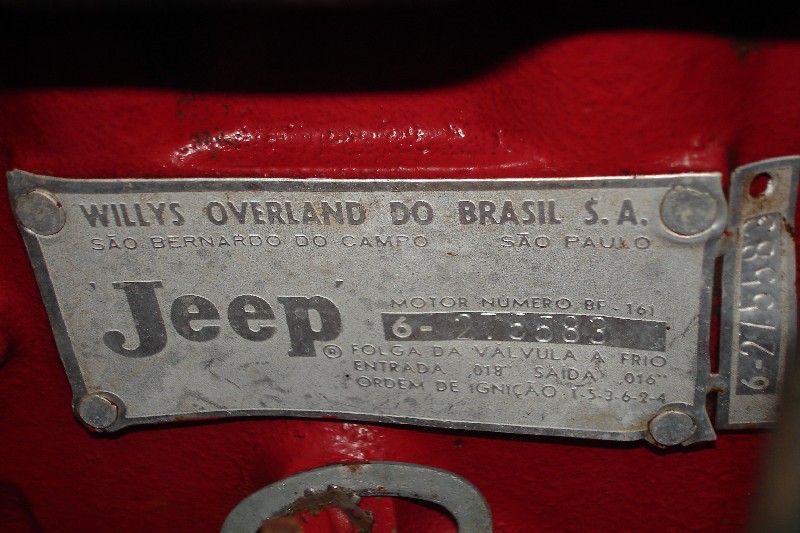 WILLYS OVERLAND DO BRASIL S.A.
SÃO BERNARDO DO CAMPO SÃO PAULO
'Jeep'
®
MOTOR NÚMERO BF-161
6-275583
FOLGA DA VÁLVULA A FRIO
ENTRADA .018" SAÍDA .016"
ORDEM DE IGNIÇÃO-1-5-3-6-2-4
6-275583